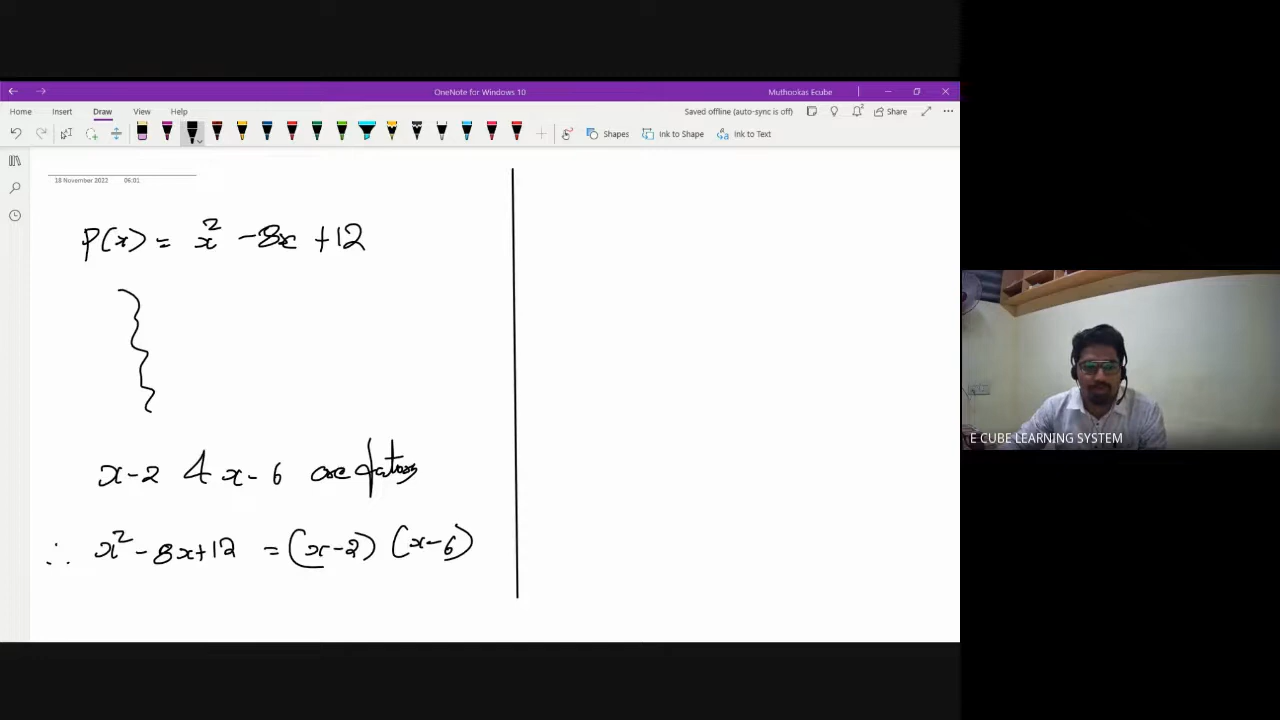 OneNote for Windows 10
Muthookas Ecube
Home Insert Draw View Help
Saved offline (auto-sync is off)
Share
Shapes
Ink to Shape
Ink to Text
18 November 2022 06:01
P(x) = x² -8x +12
x-2 & x-6 are fators
∴ x² - 8x+12 = (x-2) (x-6)
E CUBE LEARNING SYSTEM